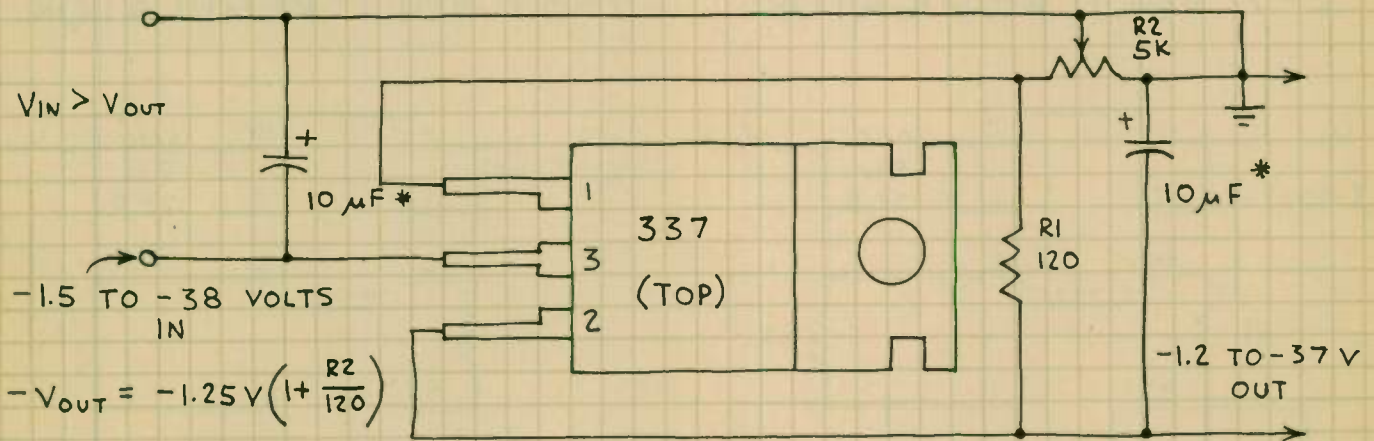 R2
5K
VIN > VOUT
+
10 µF *
+
10 µF *
1
3
2
337
(TOP)
R1
120
-1.5 TO -38 VOLTS
IN
-1.2 TO -37 V
OUT
-VOUT = -1.25 V (1 + R2/120)